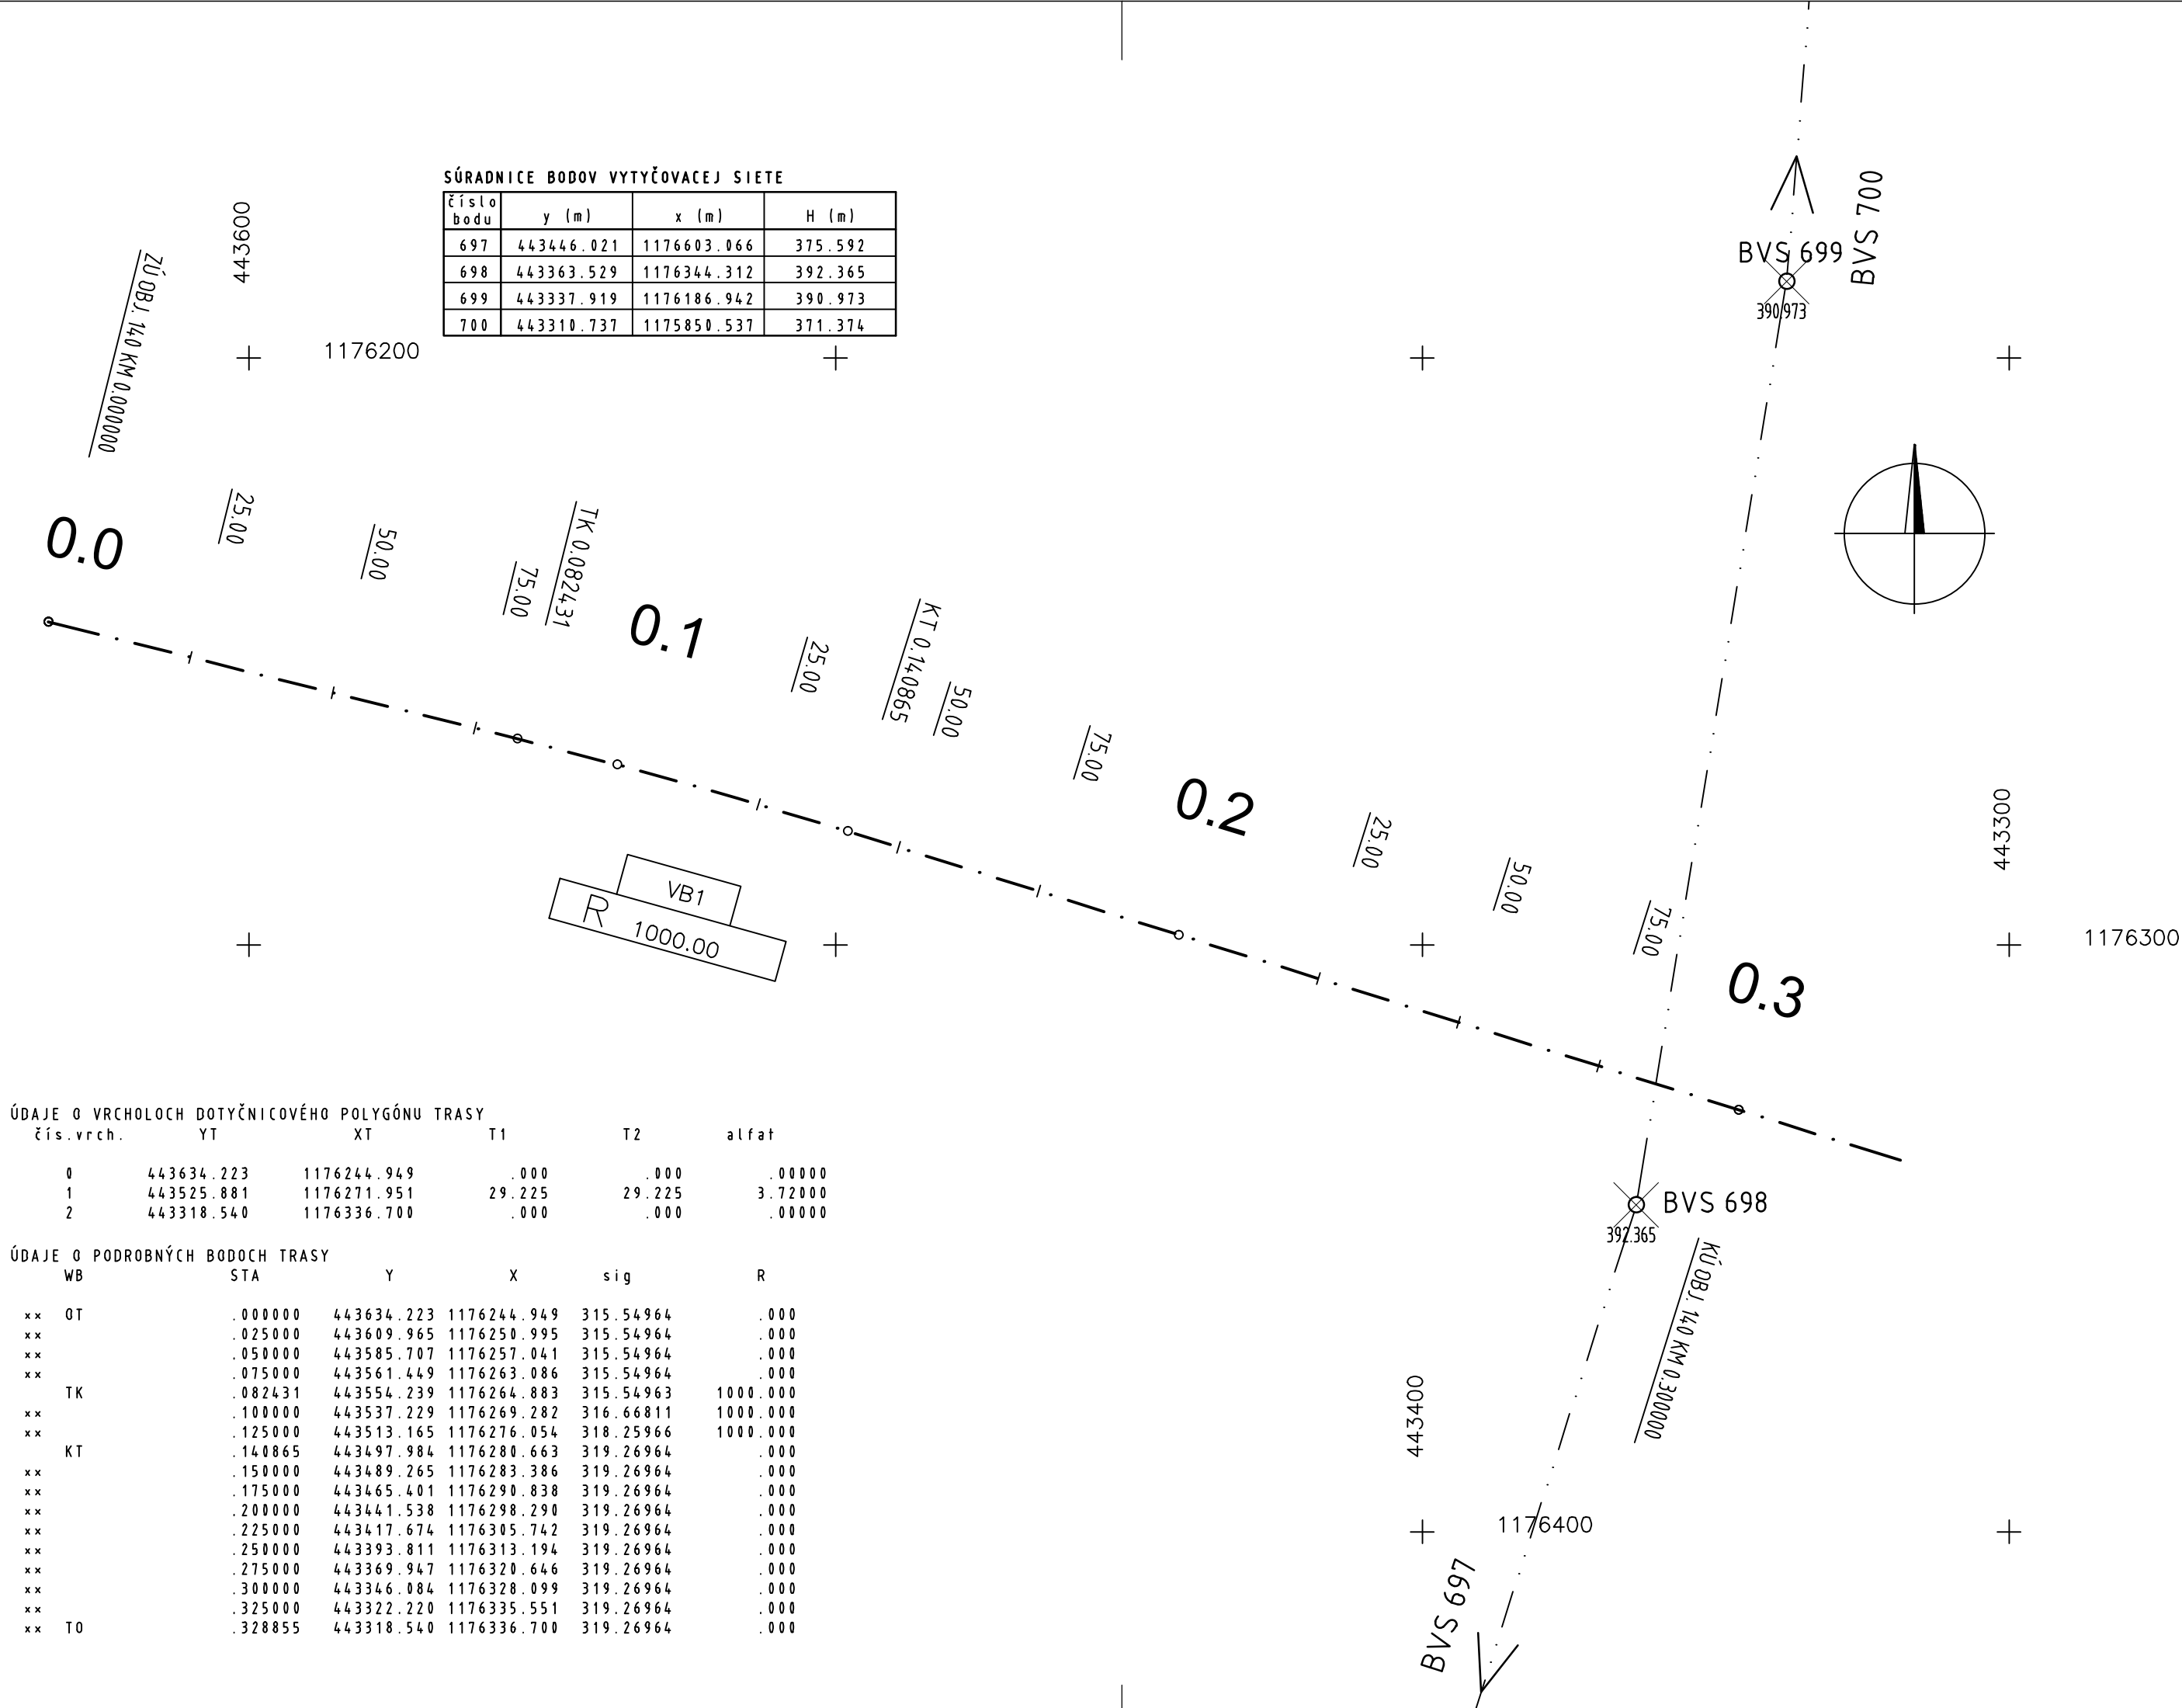 SÚRADNICE BODOV VYTYČOVACEJ SIETE
číslo bodu y (m) x (m) H (m)
697 443446.021 1176603.066 375.592
698 443363.529 1176344.312 392.365
699 443337.919 1176186.942 390.973
700 443310.737 1175850.537 371.374
443600
1176200
ZÚ OBJ. 140 KM 0.000000
BVS 699
390.973
BVS 700
0.0
25.00
50.00
75.00
TK 0.082431
0.1
25.00
KT 0.140865
50.00
75.00
0.2
25.00
50.00
75.00
0.3
443300
1176300
VB1
R 1000.00
BVS 698
392.365
KÚ OBJ. 140 KM 0.300000
443400
1176400
BVS 697
ÚDAJE O VRCHOLOCH DOTYČNICOVÉHO POLYGÓNU TRASY
čís.vrch. YT XT T1 T2 alfat
0 443634.223 1176244.949 .000 .000 .00000
1 443525.881 1176271.951 29.225 29.225 3.72000
2 443318.540 1176336.700 .000 .000 .00000
ÚDAJE O PODROBNÝCH BODOCH TRASY
WB STA Y X sig R
xx OT .000000 443634.223 1176244.949 315.54964 .000
xx .025000 443609.965 1176250.995 315.54964 .000
xx .050000 443585.707 1176257.041 315.54964 .000
xx .075000 443561.449 1176263.086 315.54964 .000
TK .082431 443554.239 1176264.883 315.54963 1000.000
xx .100000 443537.229 1176269.282 316.66811 1000.000
xx .125000 443513.165 1176276.054 318.25966 1000.000
KT .140865 443497.984 1176280.663 319.26964 .000
xx .150000 443489.265 1176283.386 319.26964 .000
xx .175000 443465.401 1176290.838 319.26964 .000
xx .200000 443441.538 1176298.290 319.26964 .000
xx .225000 443417.674 1176305.742 319.26964 .000
xx .250000 443393.811 1176313.194 319.26964 .000
xx .275000 443369.947 1176320.646 319.26964 .000
xx .300000 443346.084 1176328.099 319.26964 .000
xx .325000 443322.220 1176335.551 319.26964 .000
xx TO .328855 443318.540 1176336.700 319.26964 .000